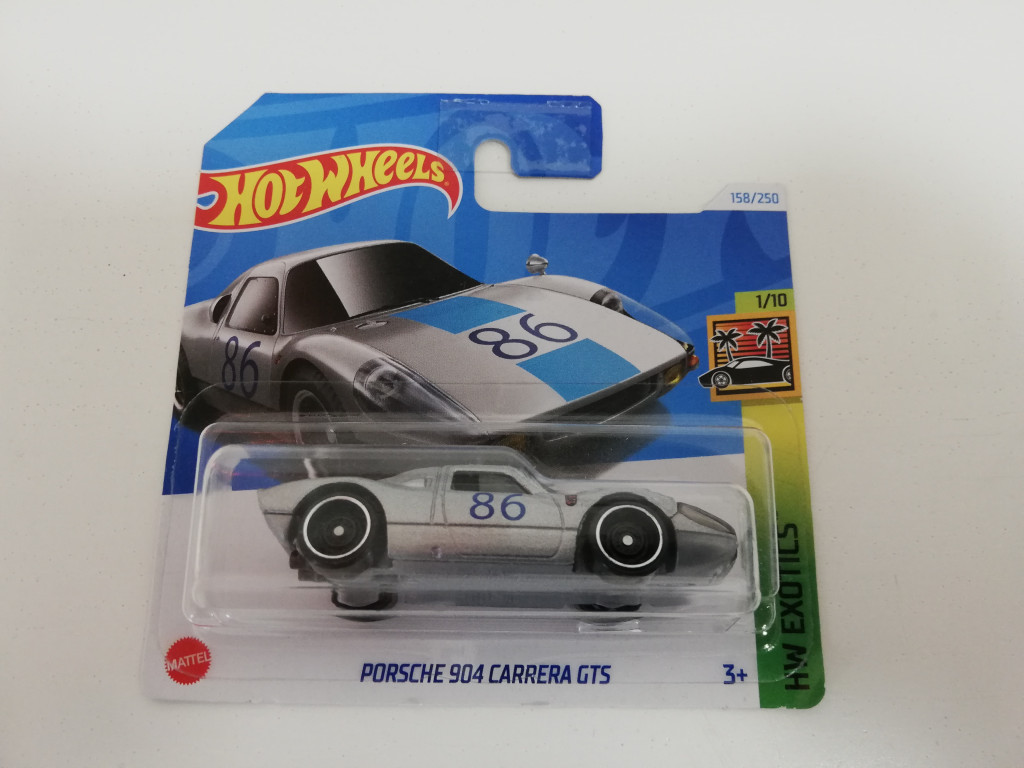 HOT WHEELS
158/250
1/10
86
86
86
HW EXOTICS
MATTEL
PORSCHE 904 CARRERA GTS
3+